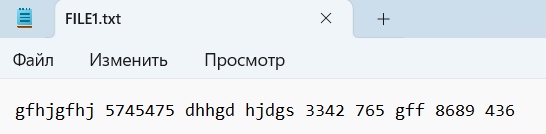 FILE1.txt
Файл Изменить Просмотр
gfhjgfhj 5745475 dhhgd hjdgs 3342 765 gff 8689 436